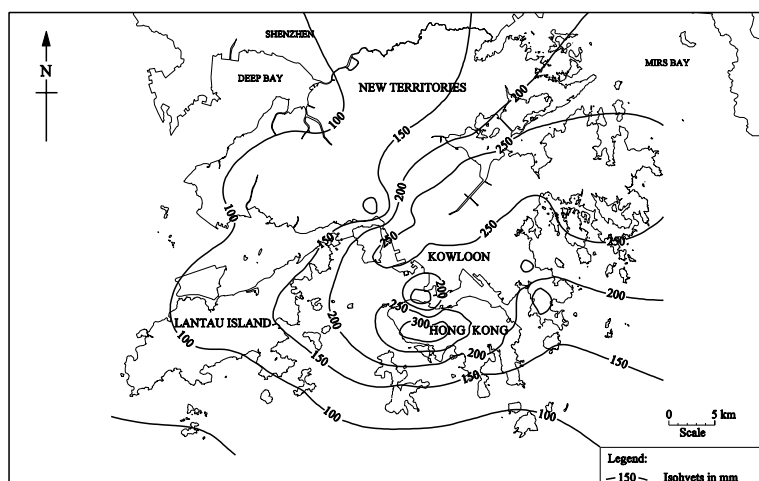 SHENZHEN
N
DEEP BAY
MIRS BAY
NEW TERRITORIES
200
100
150
250
200
100
250
150
250
250
KOWLOON
200
200
250
300
LANTAU ISLAND
HONG KONG
200
100
200
150
150
150
100
100
0 5 km
Scale
Legend:
150 Isohyets in mm